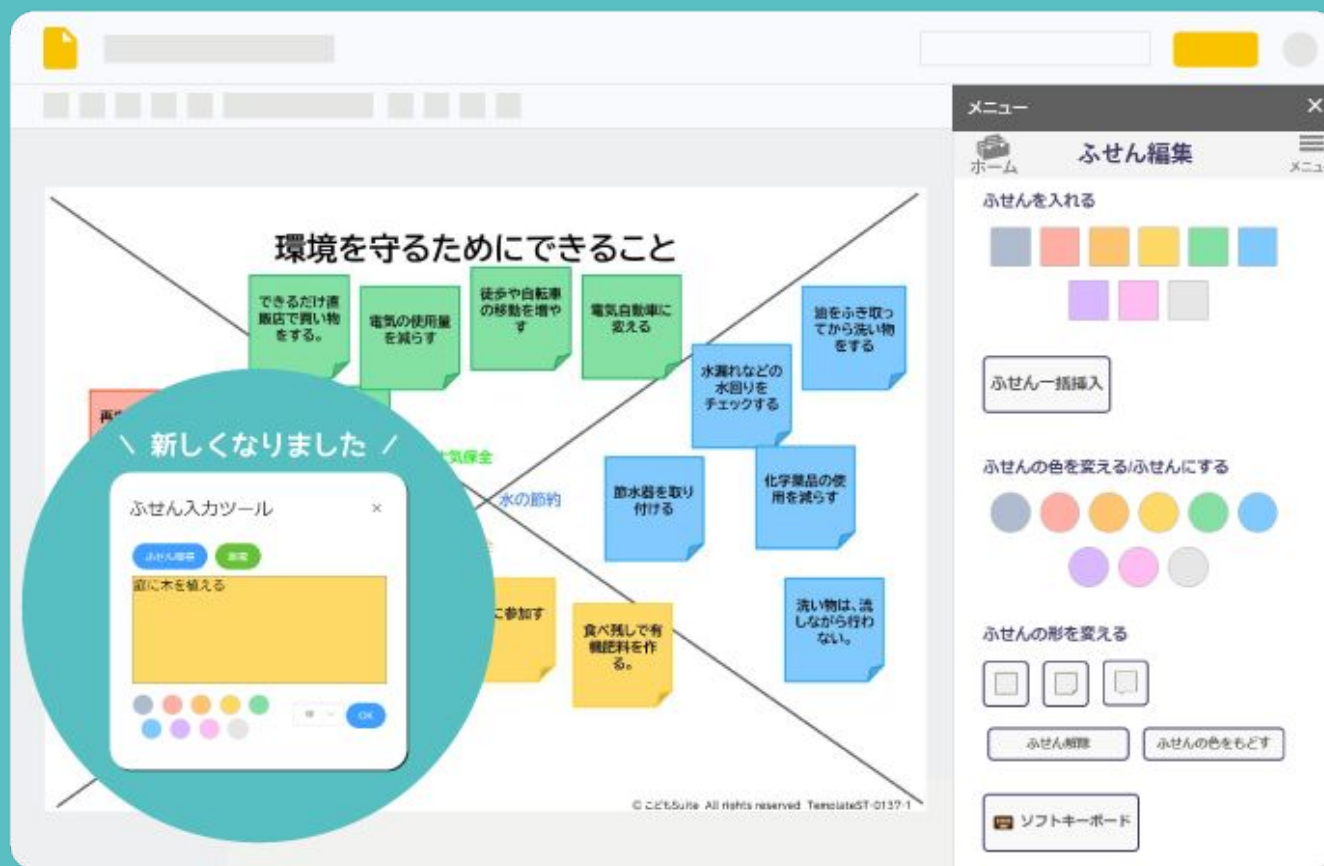 メニュー ×
ホーム
ふせん編集
メニュ
ふせんを入れる
ふせん一括挿入
ふせんの色を変える/ふせんにする
ふせんの形を変える
ふせん解除
ふせんの色をもどす
ソフトキーボード
環境を守るためにできること
できるだけ直
販店で買い物
をする。
電気の使用量
を減らす
徒歩や自転車
の移動を増や
す
電気自動車に
変える
油をふき取っ
てから洗い物
をする
水漏れなどの
水回りを
チェックする
化学薬品の使
用を減らす
節水器を取り
付ける
洗い物は、流
しながら行わ
ない。
気保全
水の節約
に参加す
食べ残しで有
機肥料を作
る。
\ 新しくなりました /
ふせん入力ツール ×
庭に木を植える
OK
© こどもSuite All rights reserved TemplateST-0137-1